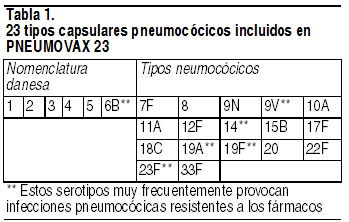 Tabla 1.
23 tipos capsulares pneumocócicos incluidos en
PNEUMOVAX 23
Nomenclatura Tipos neumocócicos
danesa
1 2 3 4 5 6B** 7F 8 9N 9V** 10A
11A 12F 14** 15B 17F
18C 19A** 19F** 20 22F
23F** 33F
** Estos serotipos muy frecuentemente provocan
infecciones pneumocócicas resistentes a los fármacos